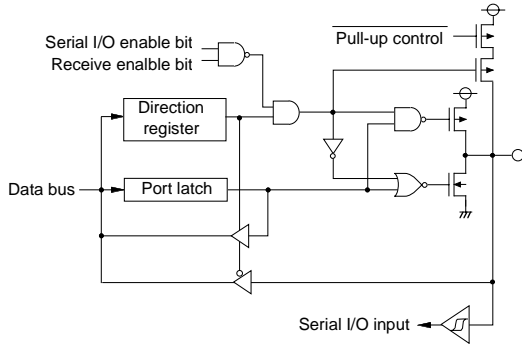 Serial I/O enable bit
Receive enalble bit
Pull-up control
Direction
register
Data bus
Port latch
Serial I/O input